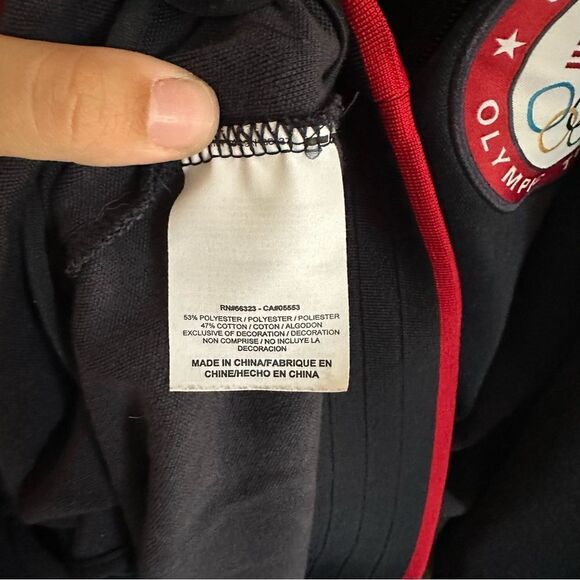 RN#66323 - CA#05553
53% POLYESTER / POLYESTER / POLIESTER
47% COTTON / COTON / ALGODON
EXCLUSIVE OF DECORATION / DECORATION
NON COMPRISE / NO INCLUYE LA
DECORACION
MADE IN CHINA/FABRIQUE EN
CHINE/HECHO EN CHINA
OLYMPIC